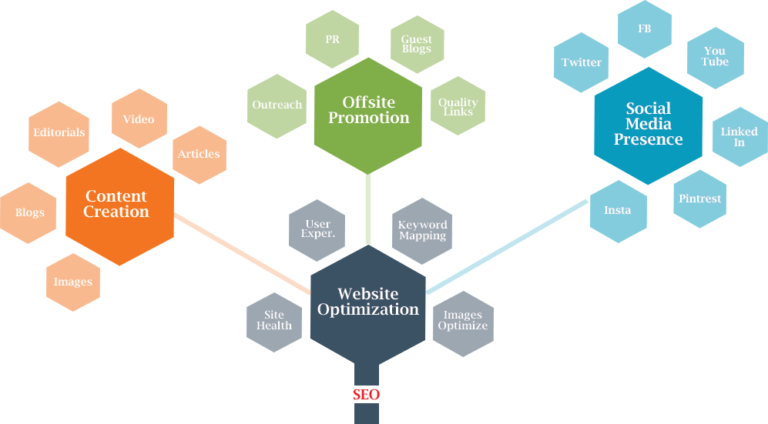 Editorials
Video
Articles
Blogs
Images
Content
Creation
PR
Guest
Blogs
Outreach
Quality
Links
Offsite
Promotion
FB
Twitter
You
Tube
Linked
In
Pintrest
Insta
Social
Media
Presence
User
Exper.
Keyword
Mapping
Site
Health
Images
Optimize
Website
Optimization
SEO